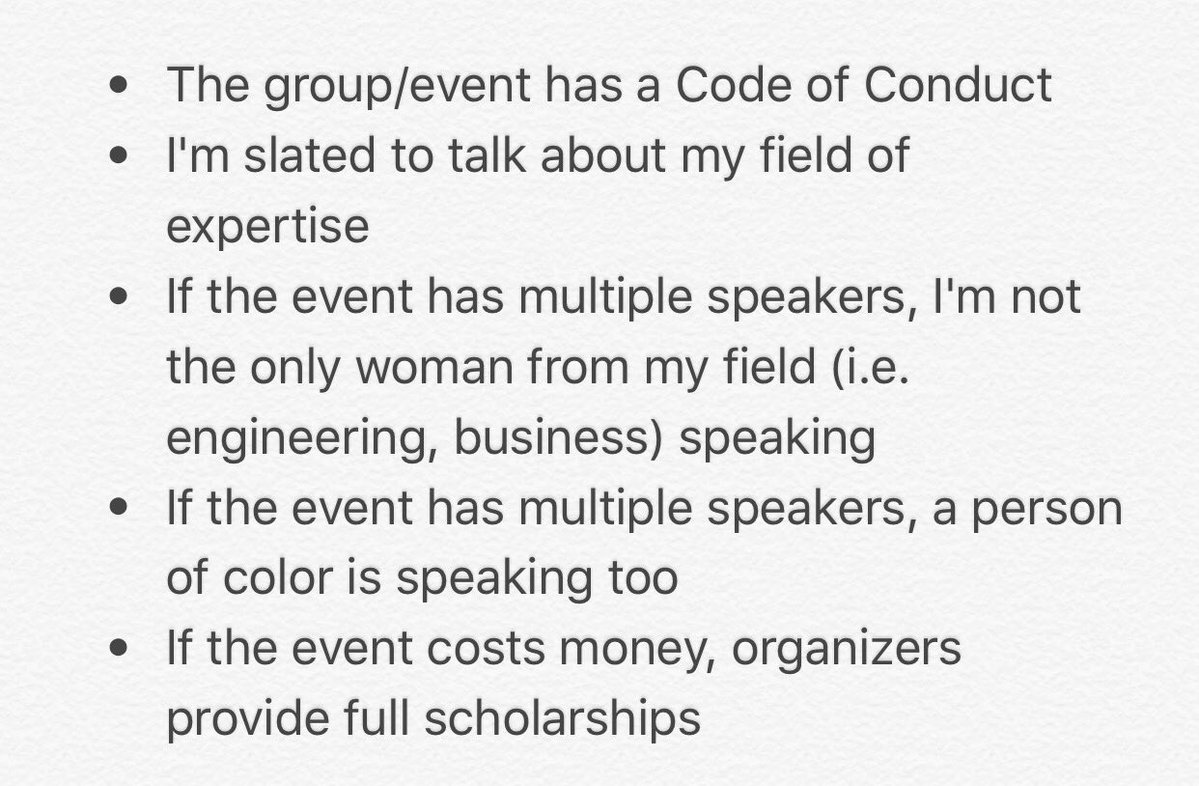 • The group/event has a Code of Conduct
• I'm slated to talk about my field of
expertise
• If the event has multiple speakers, I'm not
the only woman from my field (i.e.
engineering, business) speaking
• If the event has multiple speakers, a person
of color is speaking too
• If the event costs money, organizers
provide full scholarships